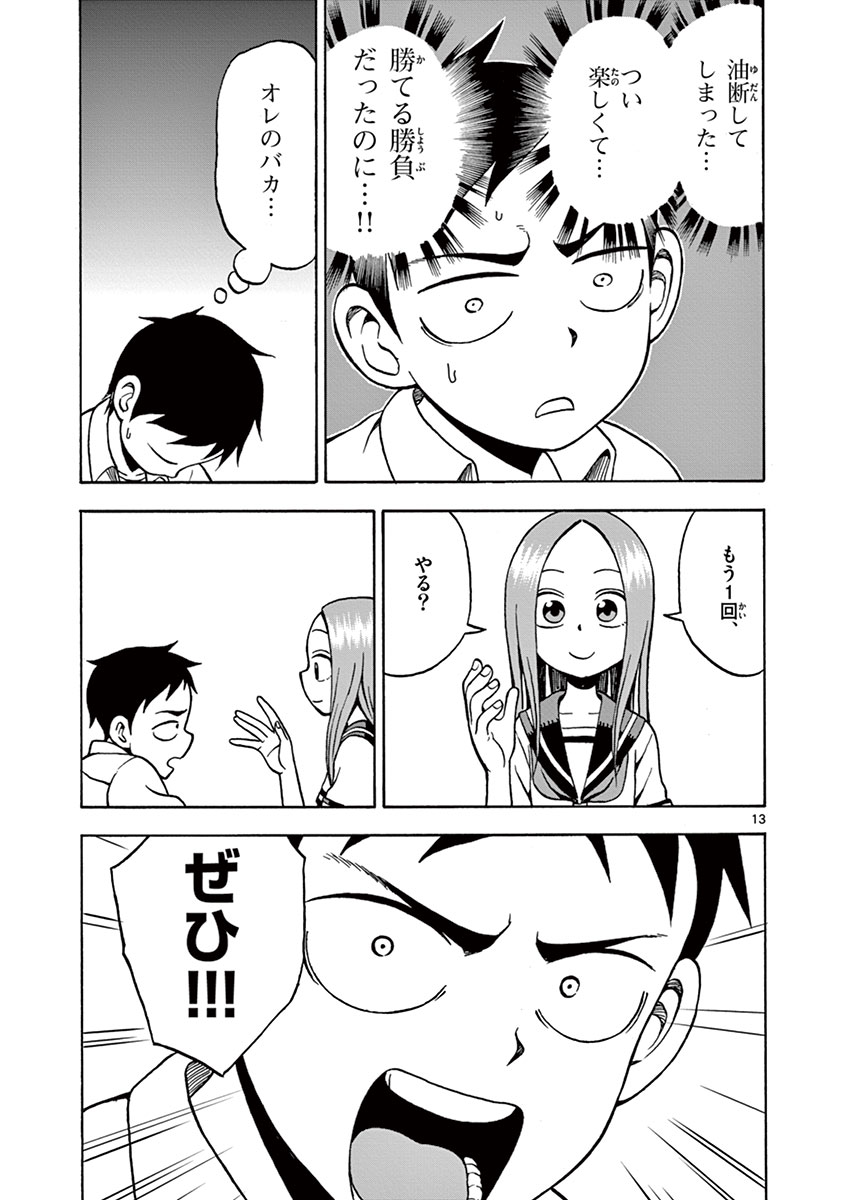 油断して
しまった…
つい
楽しくて…
勝てる勝負
だったのに…!!
オレのバカ…
もう1回、
やる?
13
ぜひ!!!